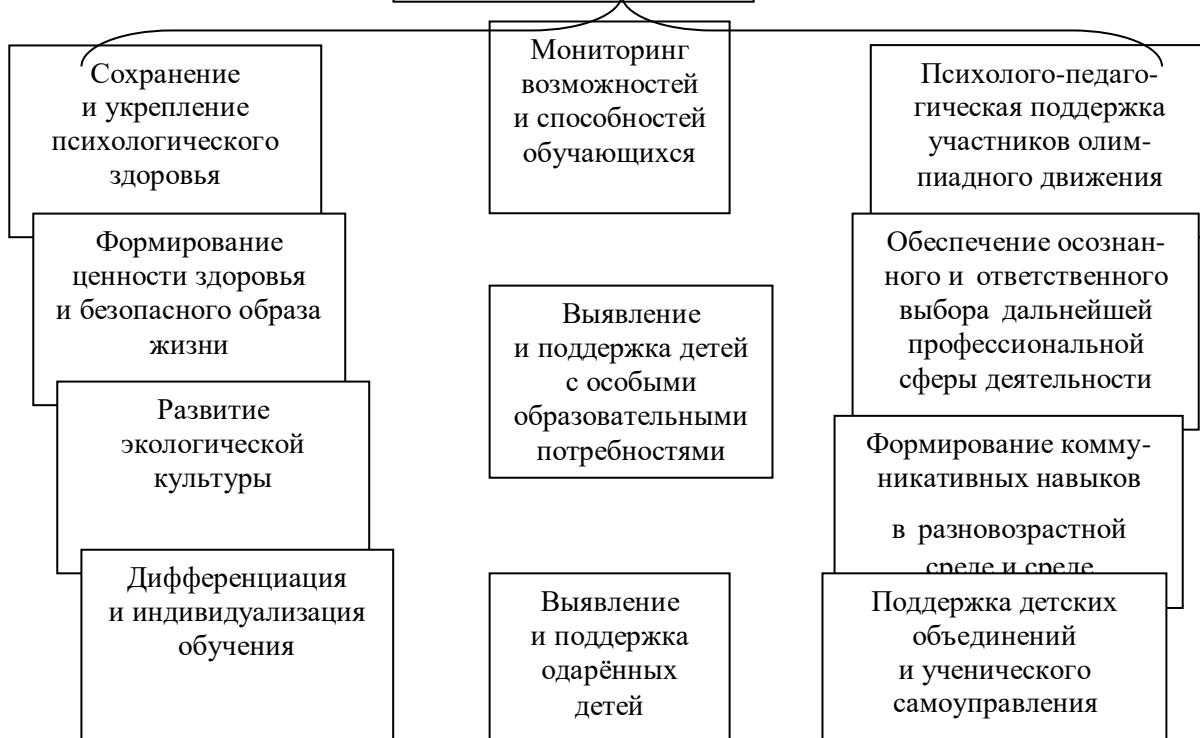 Сохранение
и укрепление
психологического
здоровья
Формирование
ценности здоровья
и безопасного образа
жизни
Развитие
экологической
культуры
Дифференциация
и индивидуализация
обучения
Мониторинг
возможностей
и способностей
обучающихся
Выявление
и поддержка детей
с особыми
образовательными
потребностями
Выявление
и поддержка
одарённых
детей
Психолого-педаго-
гическая поддержка
участников олим-
пиадного движения
Обеспечение осознан-
ного и ответственного
выбора дальнейшей
профессиональной
сферы деятельности
Формирование комму-
никативных навыков
в разновозрастной
среде и среде
Поддержка детских
объединений
и ученического
самоуправления